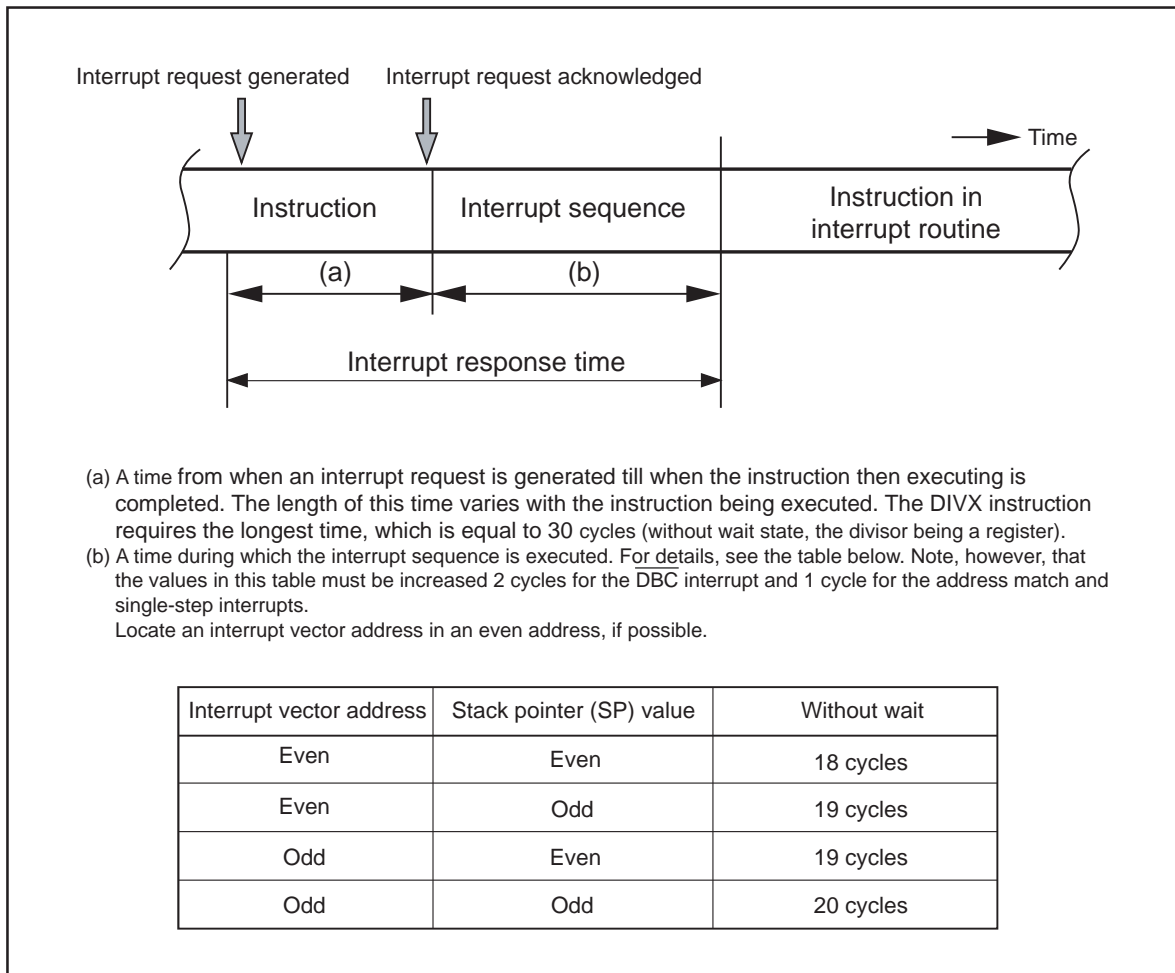 Interrupt request generated
Interrupt request acknowledged
Time
Instruction
Interrupt sequence
Instruction in
interrupt routine
(a)
(b)
Interrupt response time
(a) A time from when an interrupt request is generated till when the instruction then executing is
completed. The length of this time varies with the instruction being executed. The DIVX instruction
requires the longest time, which is equal to 30 cycles (without wait state, the divisor being a register).
(b) A time during which the interrupt sequence is executed. For details, see the table below. Note, however, that
the values in this table must be increased 2 cycles for the DBC interrupt and 1 cycle for the address match and
single-step interrupts.
Locate an interrupt vector address in an even address, if possible.
Interrupt vector address Stack pointer (SP) value Without wait
Even Even 18 cycles
Even Odd 19 cycles
Odd Even 19 cycles
Odd Odd 20 cycles